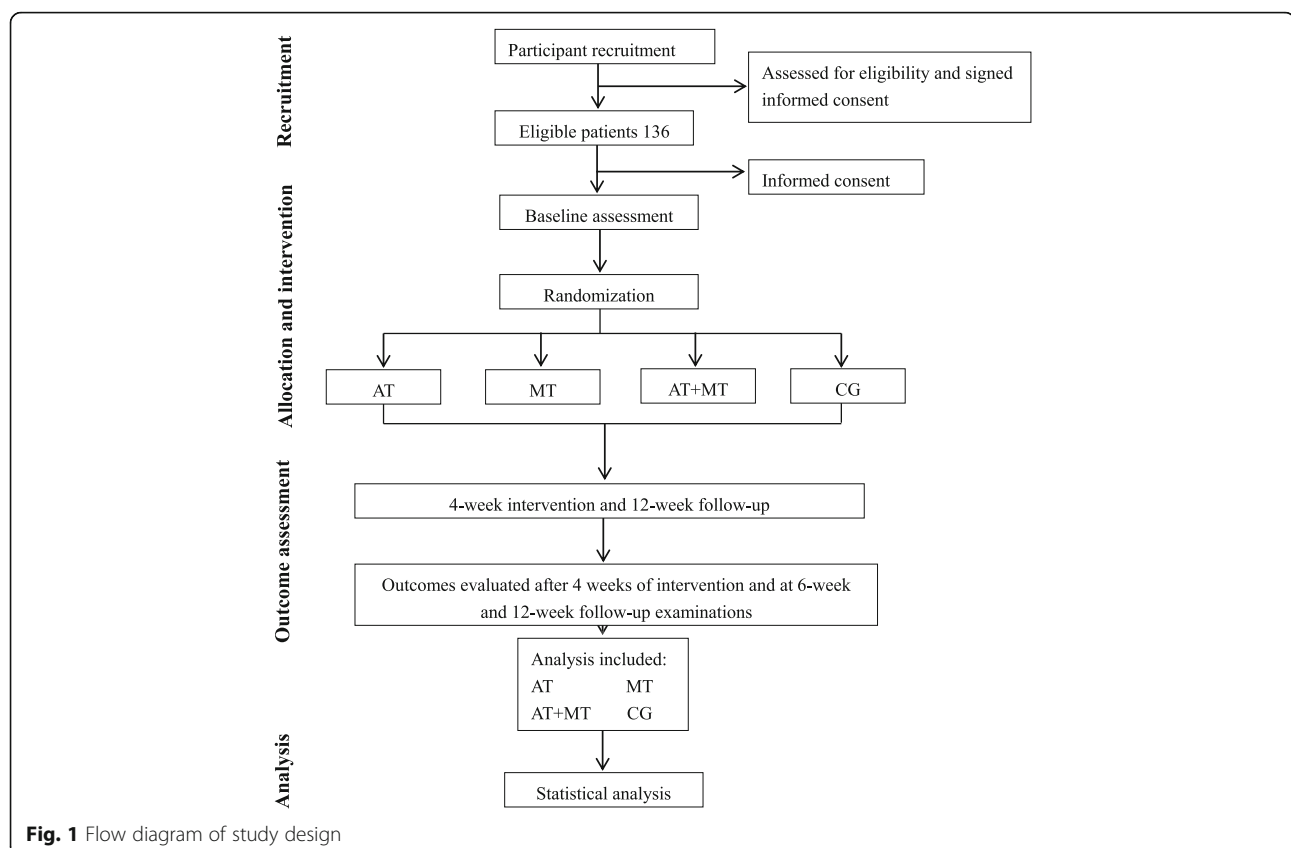 Recruitment
Participant recruitment
Assessed for eligibility and signed
informed consent
Eligible patients 136
Informed consent
Allocation and intervention
Baseline assessment
Randomization
AT
MT
AT+MT
CG
Outcome assessment
4-week intervention and 12-week follow-up
Outcomes evaluated after 4 weeks of intervention and at 6-week
and 12-week follow-up examinations
Analysis included:
AT MT
AT+MT CG
Analysis
Statistical analysis
Fig. 1 Flow diagram of study design